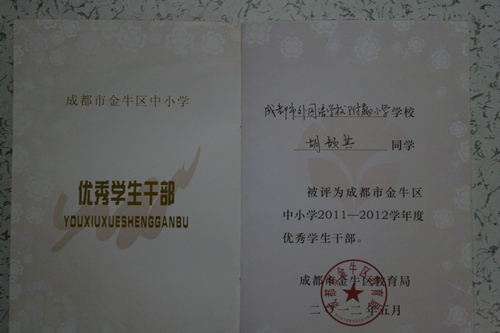 成都市金牛区中小学
优秀学生干部
YOUXIUXUESHENGGANBU
成都市外国语学校附属小学学校
胡颖其 同学
被评为成都市金牛区
中小学2011—2012学年度
优秀学生干部。
成都市金牛区教育局
二〇一二年五月